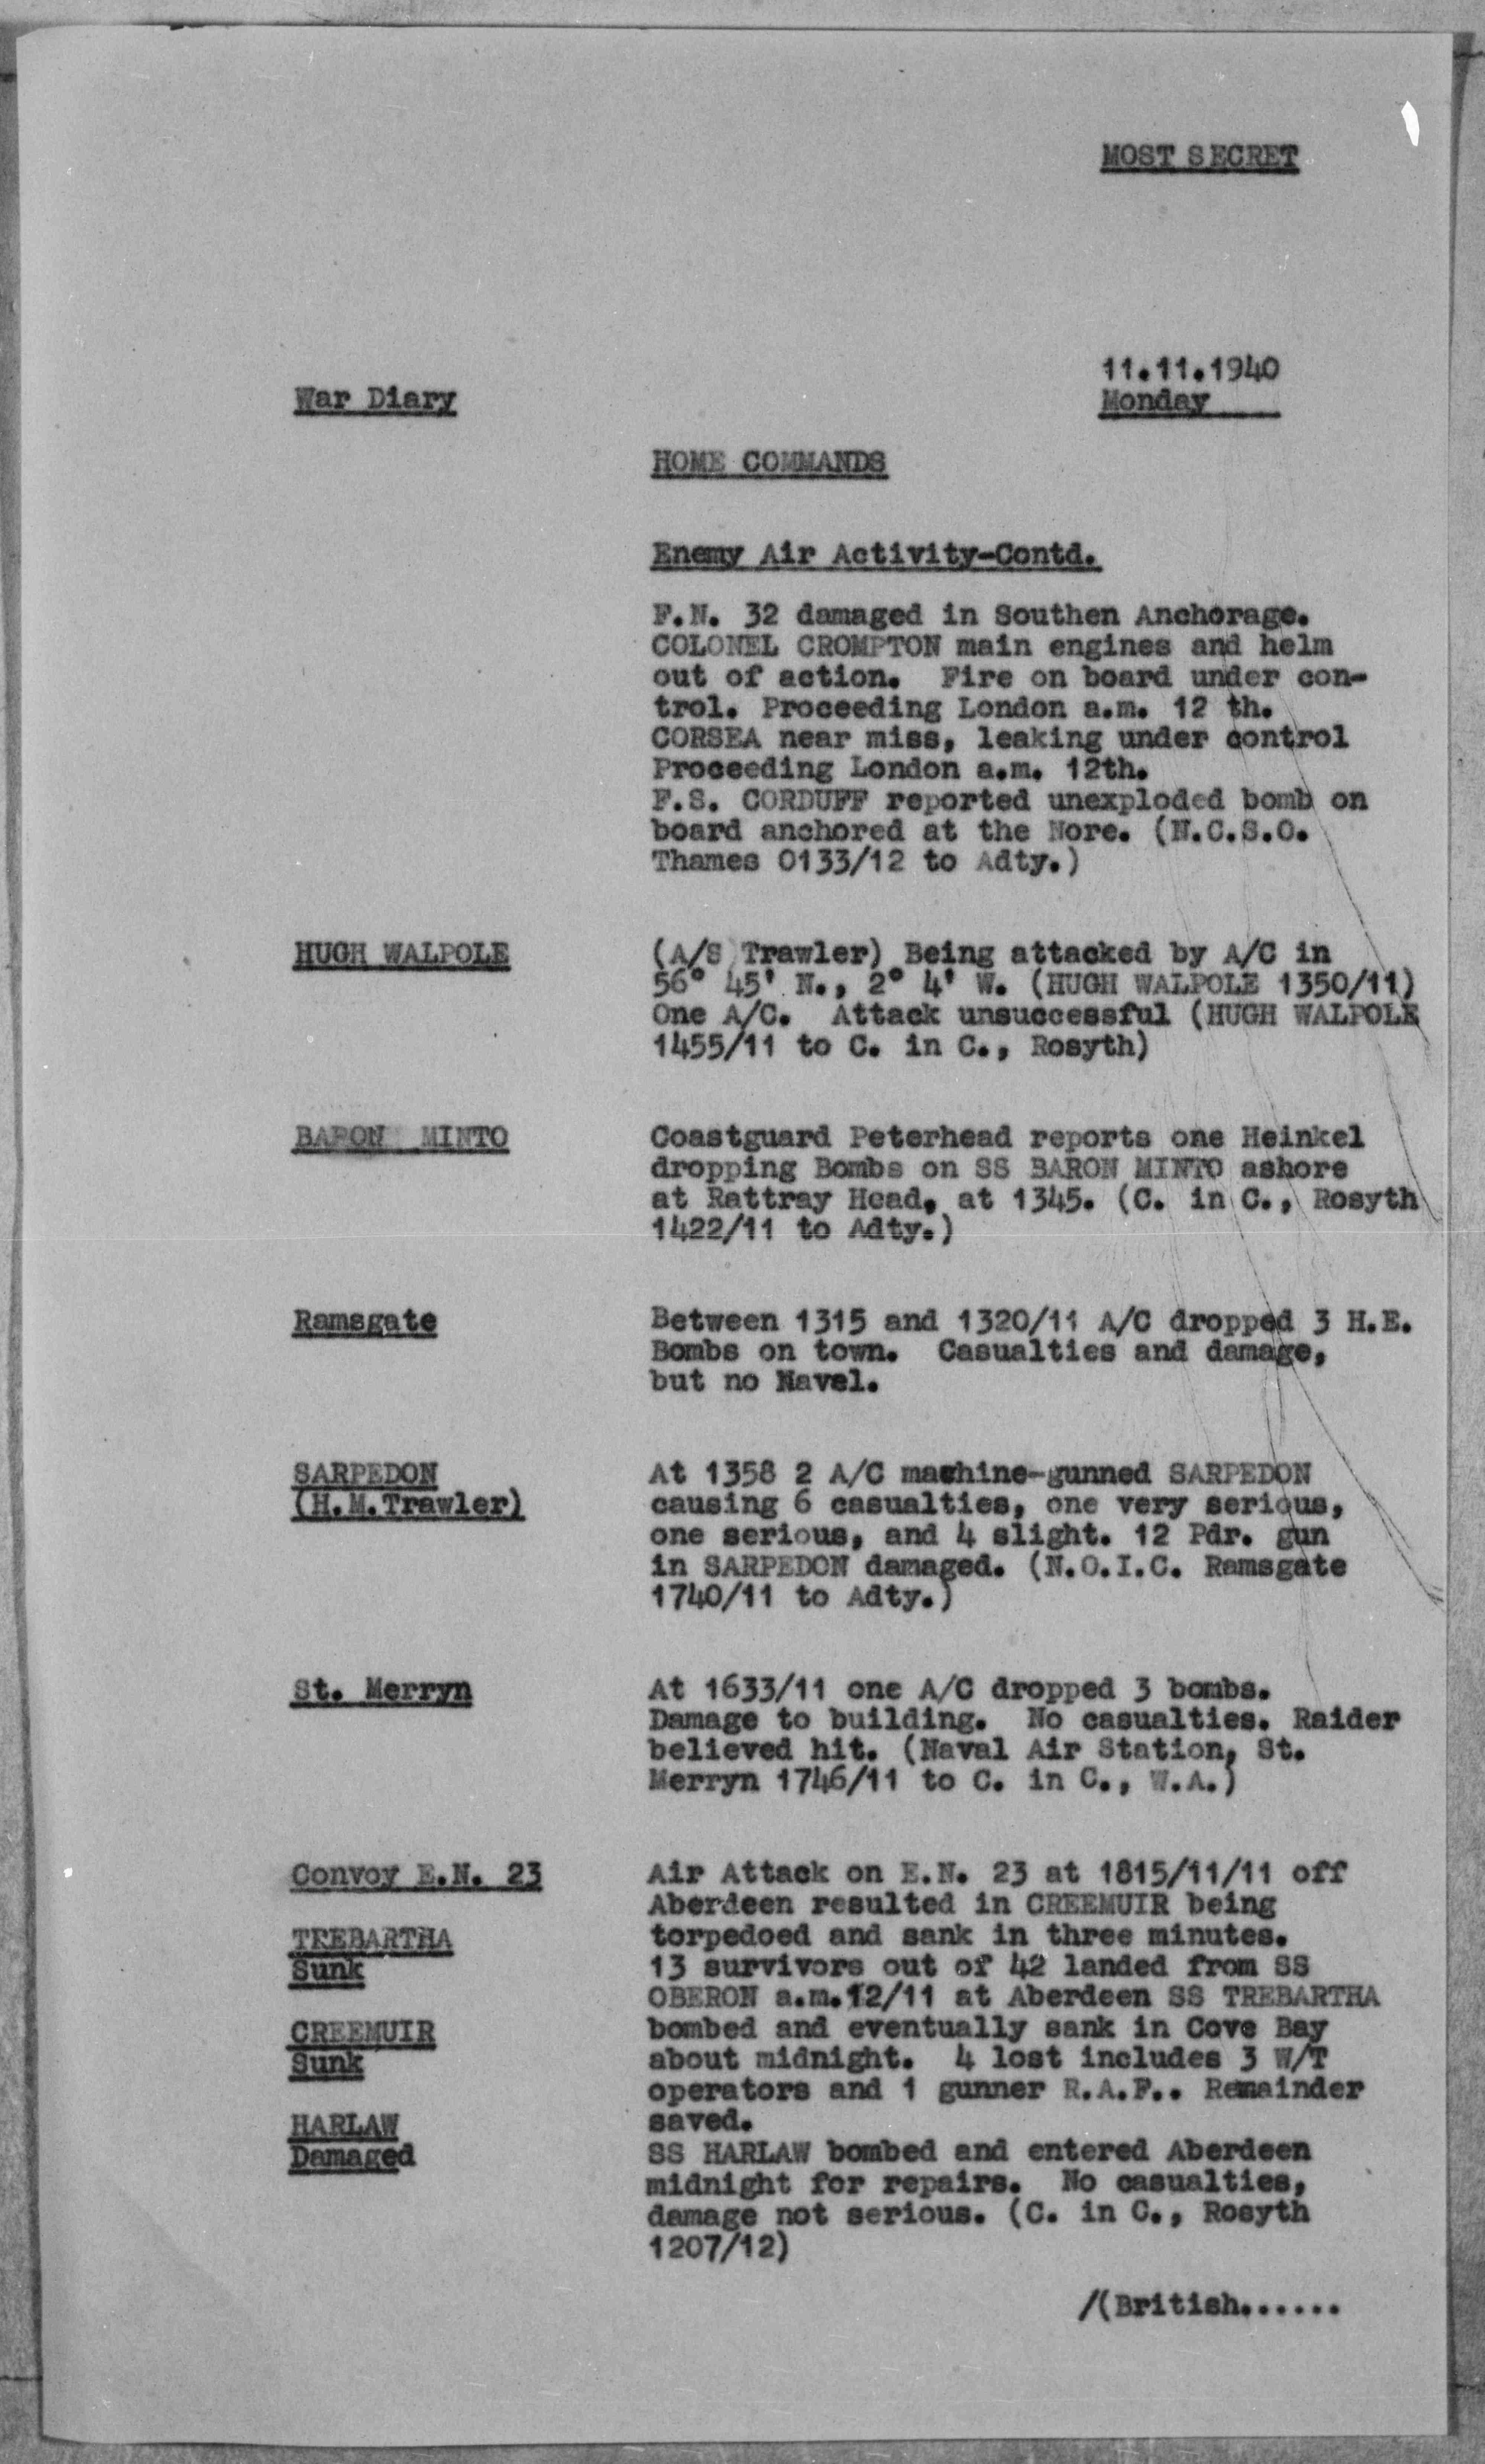 MOST SECRET
11.11.1940
War Diary
Monday
HOME COMMANDS
Enemy Air Activity-Contd.
F.N. 32 damaged in Southen Anchorage.
COLONEL CROMPTON main engines and helm
out of action. Fire on board under con-
trol. Proceeding London a.m. 12 th.
CORSEA near miss, leaking under control
Proceeding London a.m. 12th.
F.S. CORDUFF reported unexploded bomb on
board anchored at the Nore. (N.C.S.O.
Thames 0133/12 to Adty.)
HUGH WALPOLE
(A/S Trawler) Being attacked by A/C in
56° 45' N., 2° 4' W. (HUGH WALPOLE 1350/11)
One A/C. Attack unsuccessful (HUGH WALPOLE
1455/11 to C. in C., Rosyth)
BARON MINTO
Coastguard Peterhead reports one Heinkel
dropping Bombs on SS BARON MINTO ashore
at Rattray Head, at 1345. (C. in C., Rosyth
1422/11 to Adty.)
Ramsgate
Between 1315 and 1320/11 A/C dropped 3 H.E.
Bombs on town. Casualties and damage,
but no Naval.
SARPEDON
(H.M.Trawler)
At 1358 2 A/C machine-gunned SARPEDON
causing 6 casualties, one very serious,
one serious, and 4 slight. 12 Pdr. gun
in SARPEDON damaged. (N.O.I.C. Ramsgate
1740/11 to Adty.)
St. Merryn
At 1633/11 one A/C dropped 3 bombs.
Damage to building. No casualties. Raider
believed hit. (Naval Air Station, St.
Merryn 1746/11 to C. in C., W.A.)
Convoy E.N. 23
TREBARTHA
Sunk
CREEMUIR
Sunk
HARLAW
Damaged
Air Attack on E.N. 23 at 1815/11/11 off
Aberdeen resulted in CREEMUIR being
torpedoed and sank in three minutes.
13 survivors out of 42 landed from SS
OBERON a.m.12/11 at Aberdeen SS TREBARTHA
bombed and eventually sank in Cove Bay
about midnight. 4 lost includes 3 W/T
operators and 1 gunner R.A.F.. Remainder
saved.
SS HARLAW bombed and entered Aberdeen
midnight for repairs. No casualties,
damage not serious. (C. in C., Rosyth
1207/12)
/(British......